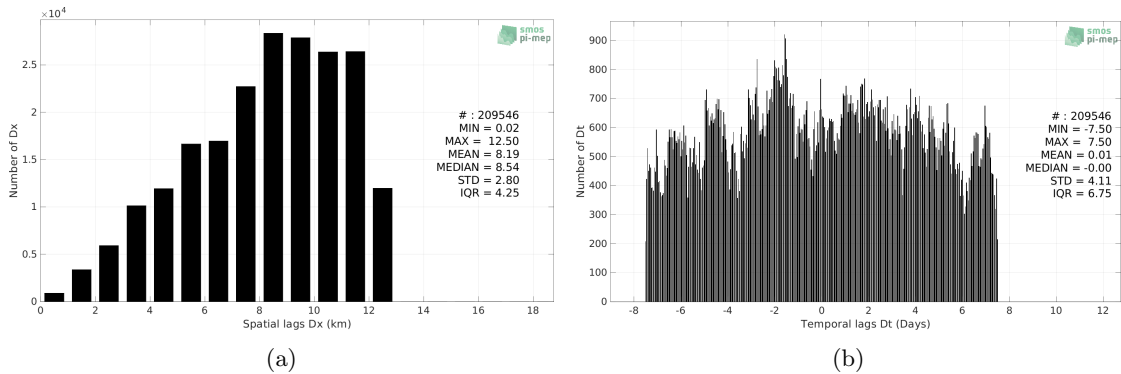 ×10⁴
2.5
2
1.5
1
0.5
0
0 2 4 6 8 10 12 14 16 18
Number of Dx
Spatial lags Dx (km)
smos
pi-mep
# : 209546
MIN = 0.02
MAX = 12.50
MEAN = 8.19
MEDIAN = 8.54
STD = 2.80
IQR = 4.25
(a)
900
800
700
600
500
400
300
200
100
0
-8 -6 -4 -2 0 2 4 6 8 10 12
Number of Dt
Temporal lags Dt (Days)
smos
pi-mep
# : 209546
MIN = -7.50
MAX = 7.50
MEAN = 0.01
MEDIAN = -0.00
STD = 4.11
IQR = 6.75
(b)